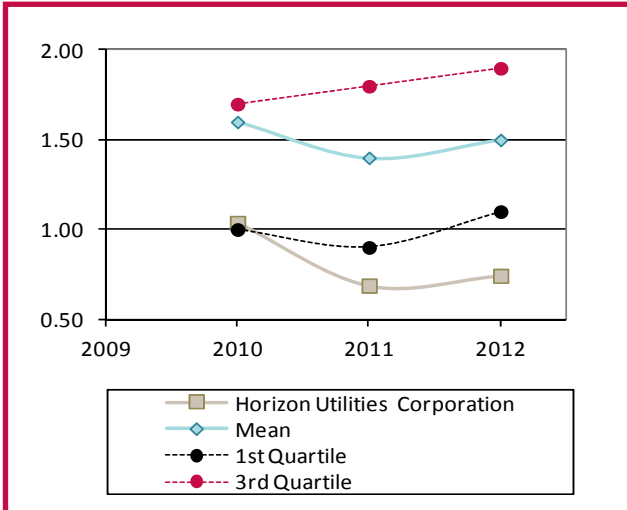 2.00
1.50
1.00
0.50
2009 2010 2011 2012
Horizon Utilities Corporation
Mean
1st Quartile
3rd Quartile